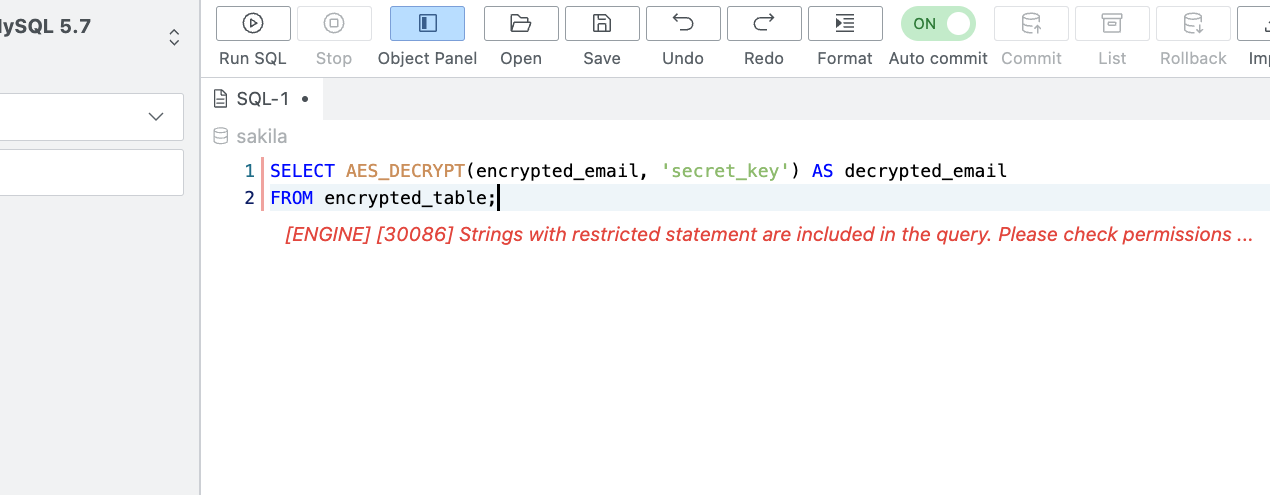 MySQL 5.7
Run SQL
Stop
Object Panel
Open
Save
Undo
Redo
Format
ON
Auto commit
Commit
List
Rollback
SQL-1 •
sakila
1 SELECT AES_DECRYPT(encrypted_email, 'secret_key') AS decrypted_email
2 FROM encrypted_table;
[ENGINE] [30086] Strings with restricted statement are included in the query. Please check permissions ...